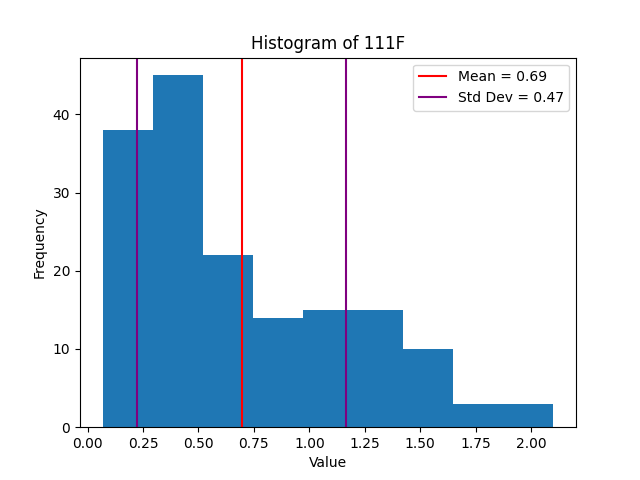 Histogram of 111F
Mean = 0.69
Std Dev = 0.47
Frequency
40
30
20
10
0
0.00 0.25 0.50 0.75 1.00 1.25 1.50 1.75 2.00
Value